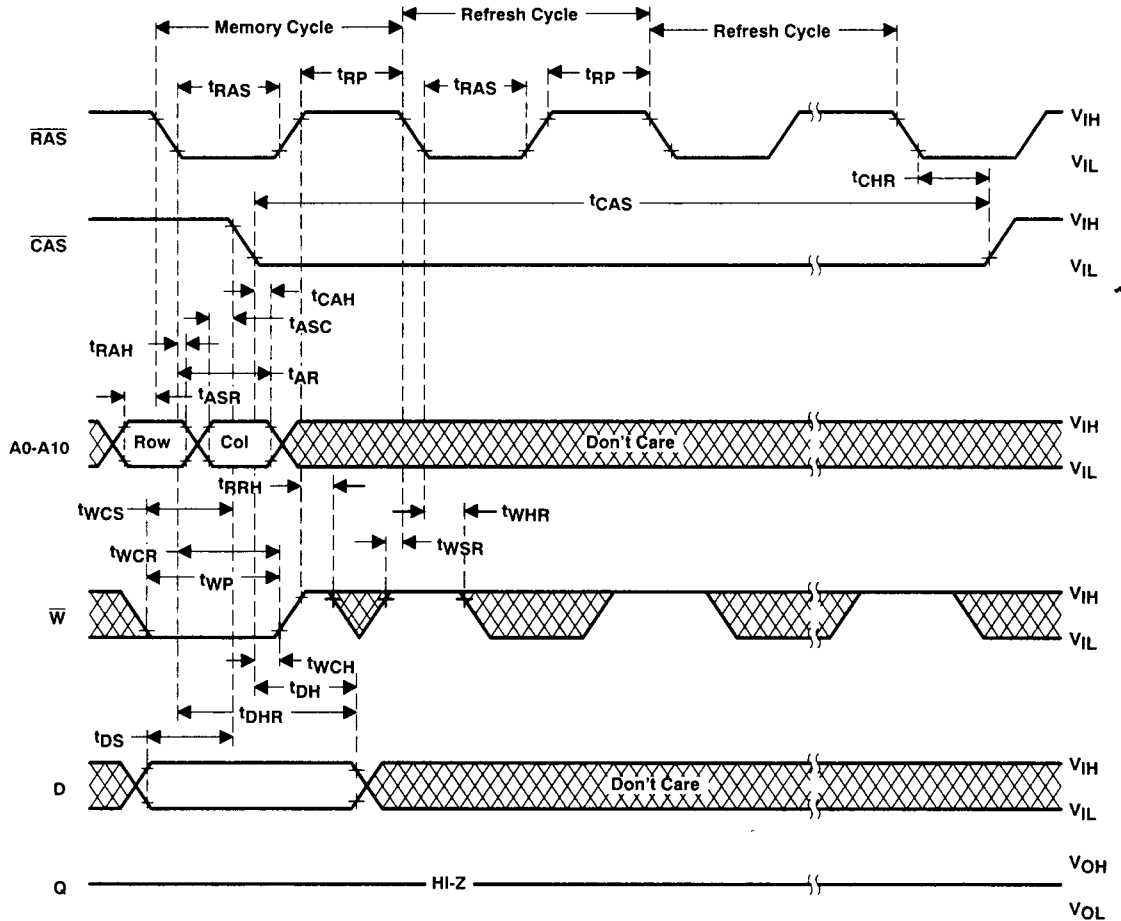 Memory Cycle
Refresh Cycle
Refresh Cycle
tRAS
tRP
tRAS
tRP
RAS
VIH
VIL
tCHR
tCAS
CAS
VIH
VIL
tCAH
tASC
tRAH
tAR
tASR
A0-A10
Row
Col
Don't Care
VIH
VIL
tRRH
tWCS
tWHR
tWSR
tWCR
tWP
W
VIH
VIL
tWCH
tDH
tDHR
tDS
D
Don't Care
VIH
VIL
Q
HI-Z
VOH
VOL